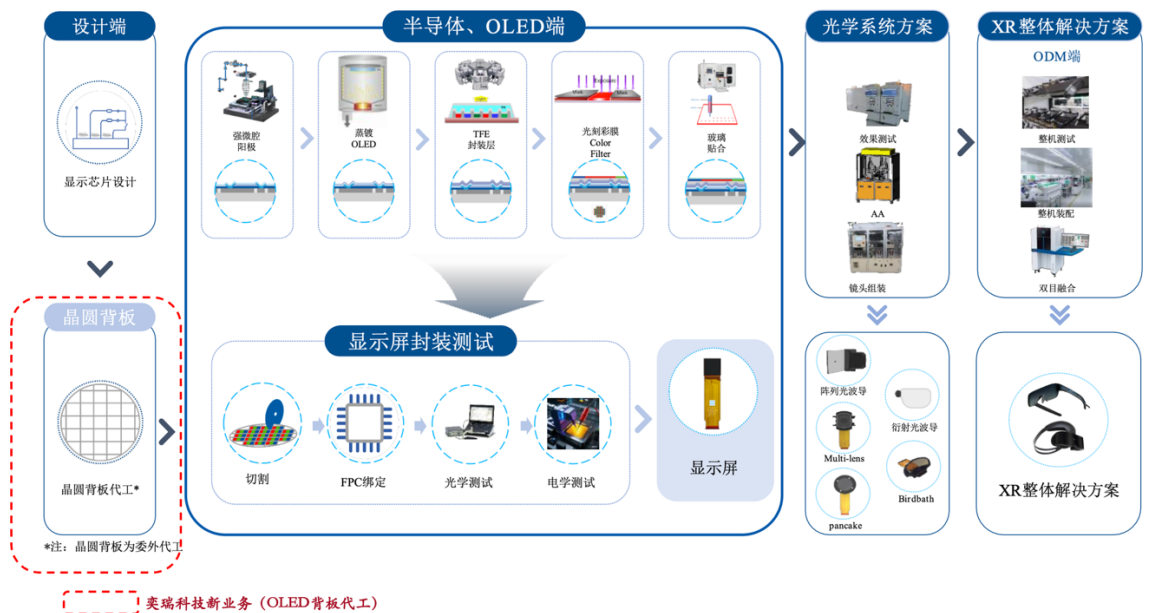 设计端
显示芯片设计
晶圆背板
晶圆背板代工*
*注：晶圆背板为委外代工
半导体、OLED端
强微腔
阳极
蒸镀
OLED
TFE
封装层
Exposure
光刻彩膜
Color
Filter
玻璃
贴合
显示屏封装测试
切割
FPC绑定
光学测试
电学测试
显示屏
光学系统方案
效果测试
AA
镜头组装
阵列光波导
衍射光波导
Multi-lens
Birdbath
pancake
XR整体解决方案
ODM端
整机测试
整机装配
双目融合
XR整体解决方案
奕瑞科技新业务（OLED背板代工）